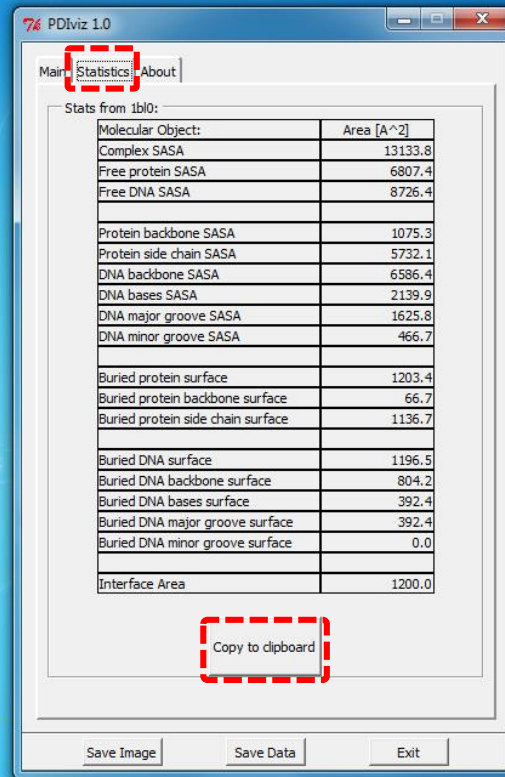 PDIviz 1.0
Main Statistics About
Stats from 1bl0:
Molecular Object: Area [A^2]
Complex SASA 13133.8
Free protein SASA 6807.4
Free DNA SASA 8726.4
Protein backbone SASA 1075.3
Protein side chain SASA 5732.1
DNA backbone SASA 6586.4
DNA bases SASA 2139.9
DNA major groove SASA 1625.8
DNA minor groove SASA 466.7
Buried protein surface 1203.4
Buried protein backbone surface 66.7
Buried protein side chain surface 1136.7
Buried DNA surface 1196.5
Buried DNA backbone surface 804.2
Buried DNA bases surface 392.4
Buried DNA major groove surface 392.4
Buried DNA minor groove surface 0.0
Interface Area 1200.0
Copy to clipboard
Save Image Save Data Exit